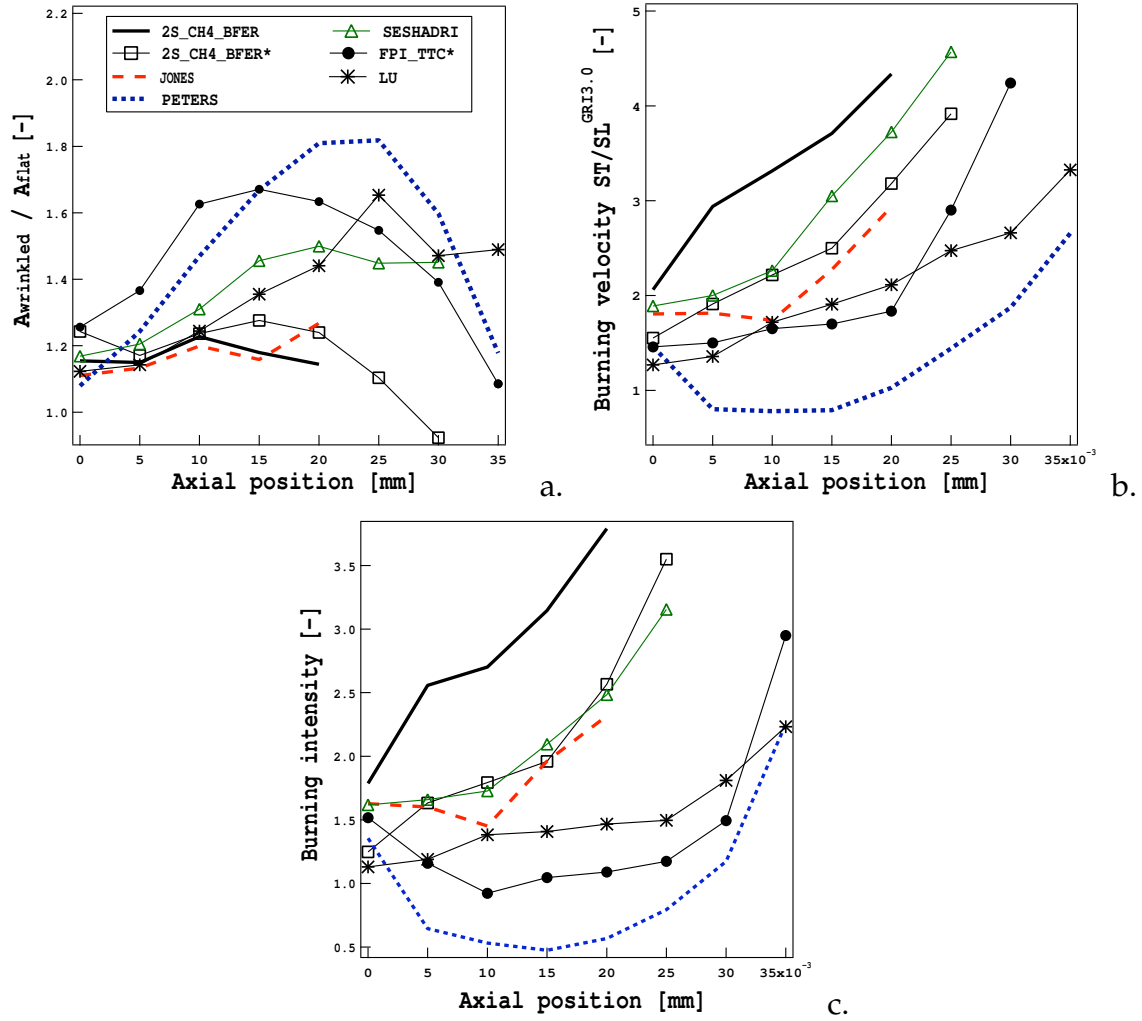 2.2
2.0
1.8
1.6
1.4
1.2
1.0
Awrinkled / Aflat [-]
2S_CH4_BFER
2S_CH4_BFER*
JONES
PETERS
SESHADRI
FPI_TTC*
LU
0 5 10 15 20 25 30 35
Axial position [mm]
a.
5
4
3
2
1
Burning velocity ST/SL^GRI3.0 [-]
0 5 10 15 20 25 30 35x10^-3
Axial position [mm]
b.
3.5
3.0
2.5
2.0
1.5
1.0
0.5
Burning intensity [-]
0 5 10 15 20 25 30 35x10^-3
Axial position [mm]
c.